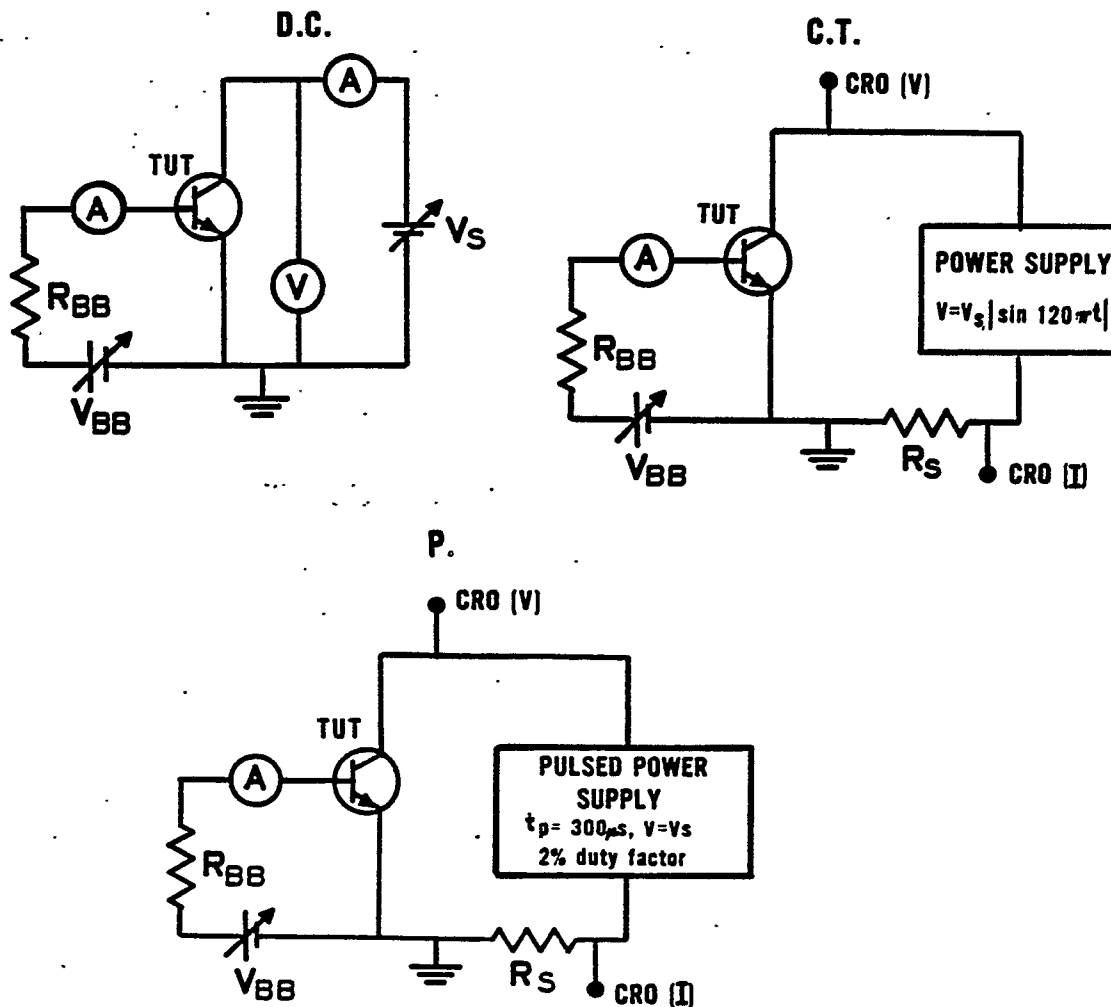 D.C.
A
TUT
A
VS
V
RBB
VBB
C.T.
CRO (V)
TUT
A
POWER SUPPLY
V=Vs|sin 120πt|
RBB
VBB
RS
CRO (I)
P.
CRO (V)
TUT
A
PULSED POWER
SUPPLY
tp= 300μs, V=Vs
2% duty factor
RBB
VBB
RS
CRO (I)